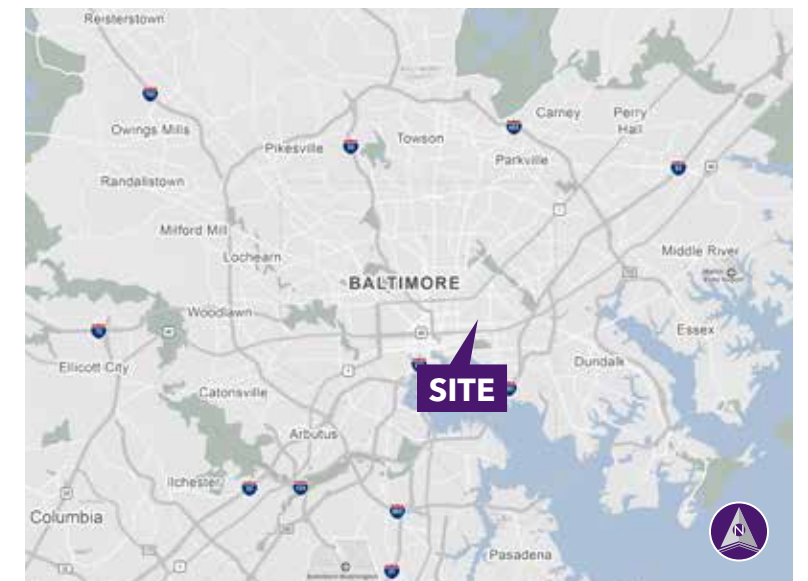 Reisterstown
Carney
Perry
Hall
Owings Mills
Towson
Pikesville
Parkville
Randallstown
Milford Mill
Lochearn
Middle River
BALTIMORE
Woodlawn
Essex
Ellicott City
Dundalk
SITE
Catonsville
Arbutus
Ilchester
Columbia
N
Pasadena